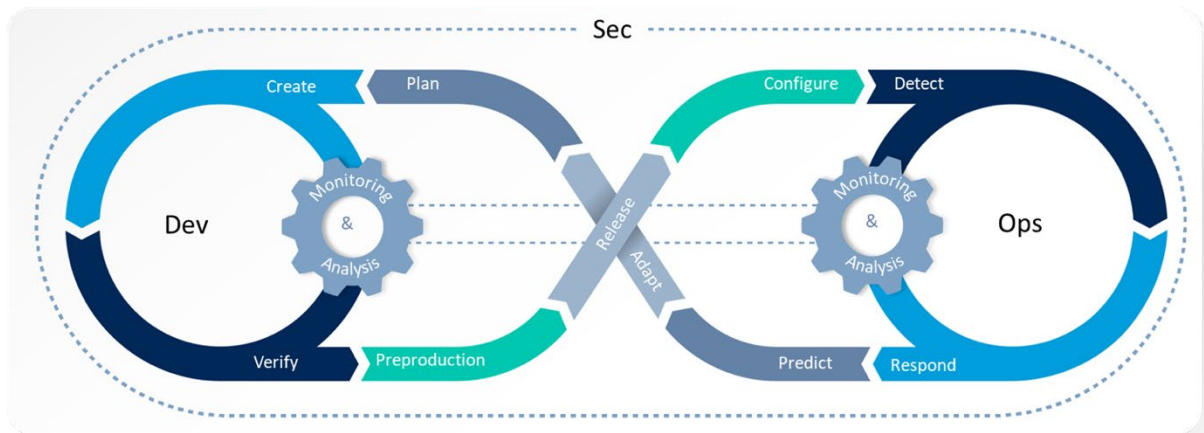 Sec
Create
Plan
Configure
Detect
Monitoring
&
Analysis
Dev
Release
Adapt
Monitoring
&
Analysis
Ops
Verify
Preproduction
Predict
Respond